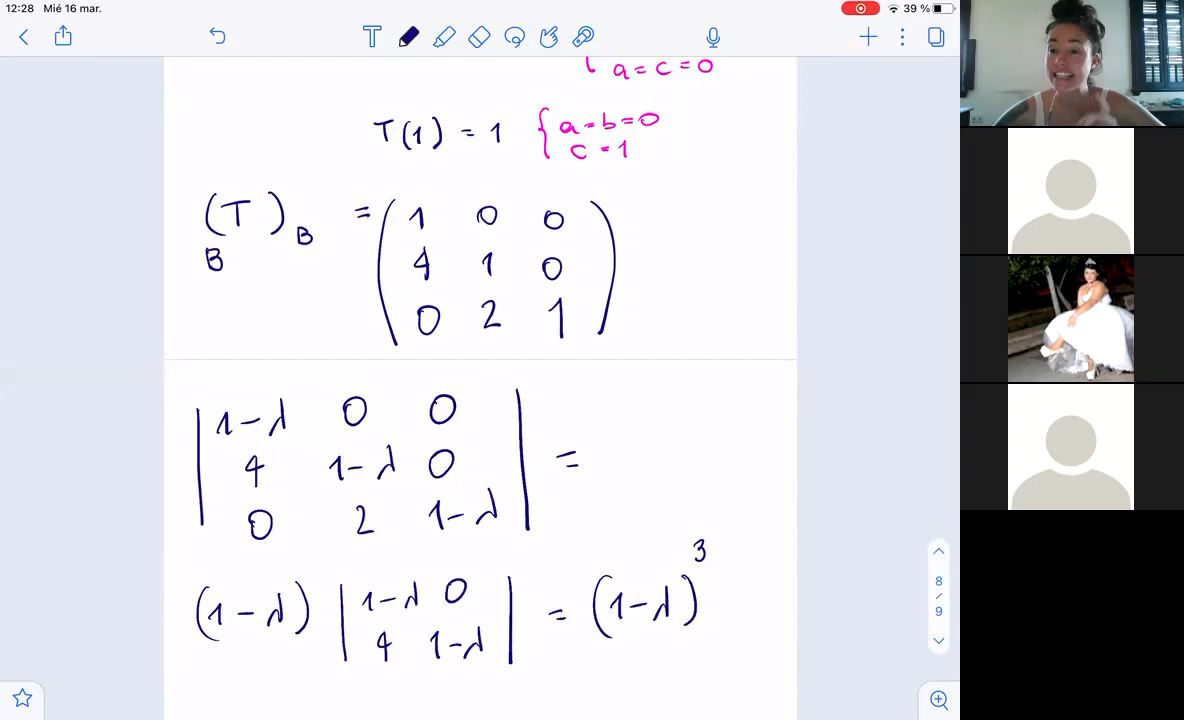 12:28 Mié 16 mar.
39 %
T
a = c = 0
T(1) = 1 { a = b = 0
c = 1
(T) B = ( 1 0 0
B 4 1 0
0 2 1 )
| 1-λ 0 0 |
4 1-λ 0 =
0 2 1-λ
(1-λ) | 1-λ 0 | = (1-λ)^3
4 1-λ
8
/
9